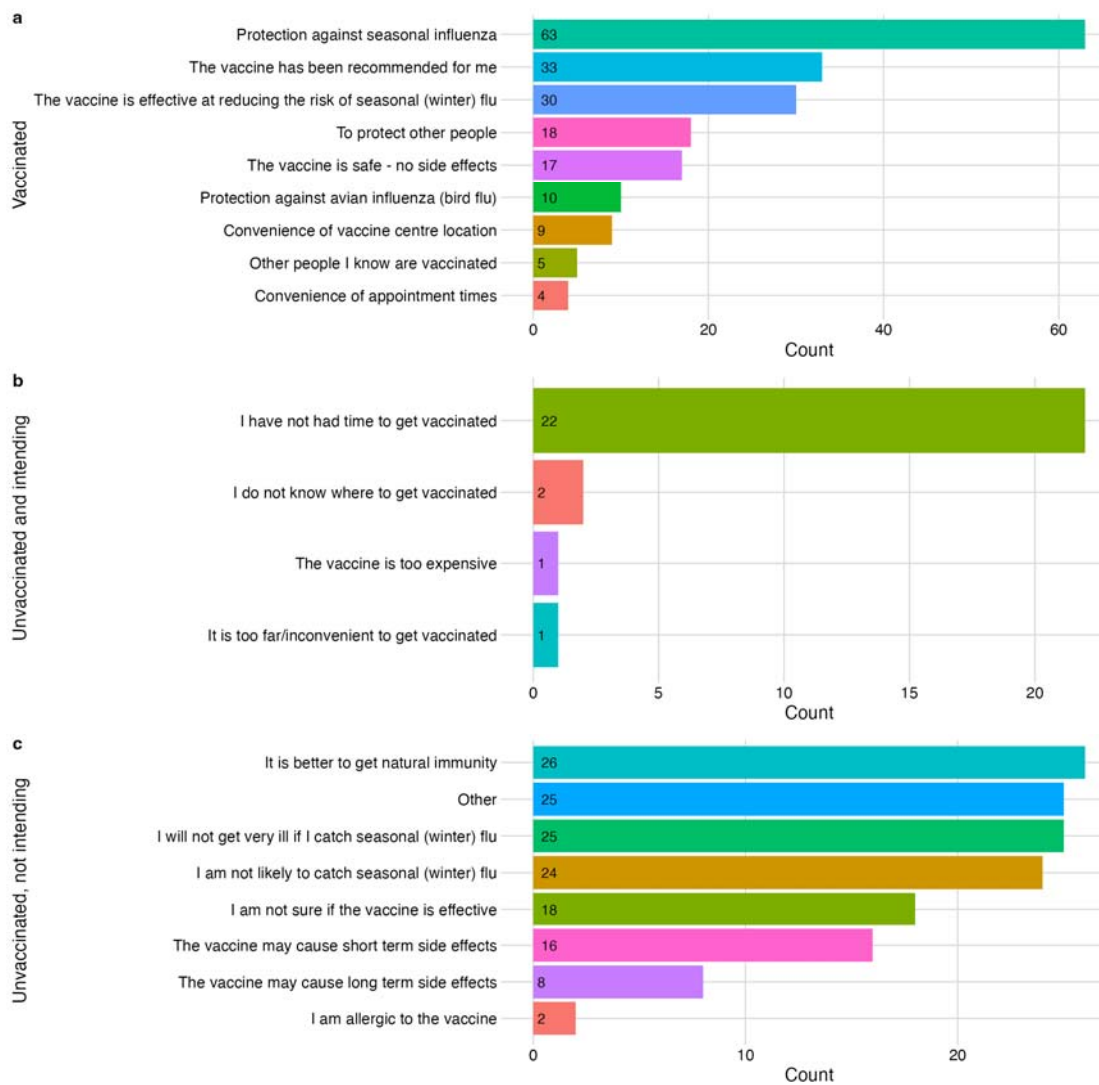 a
Vaccinated
Protection against seasonal influenza 63
The vaccine has been recommended for me 33
The vaccine is effective at reducing the risk of seasonal (winter) flu 30
To protect other people 18
The vaccine is safe - no side effects 17
Protection against avian influenza (bird flu) 10
Convenience of vaccine centre location 9
Other people I know are vaccinated 5
Convenience of appointment times 4
0 20 40 60
Count
b
Unvaccinated and intending
I have not had time to get vaccinated 22
I do not know where to get vaccinated 2
The vaccine is too expensive 1
It is too far/inconvenient to get vaccinated 1
0 5 10 15 20
Count
c
Unvaccinated, not intending
It is better to get natural immunity 26
Other 25
I will not get very ill if I catch seasonal (winter) flu 25
I am not likely to catch seasonal (winter) flu 24
I am not sure if the vaccine is effective 18
The vaccine may cause short term side effects 16
The vaccine may cause long term side effects 8
I am allergic to the vaccine 2
0 10 20
Count